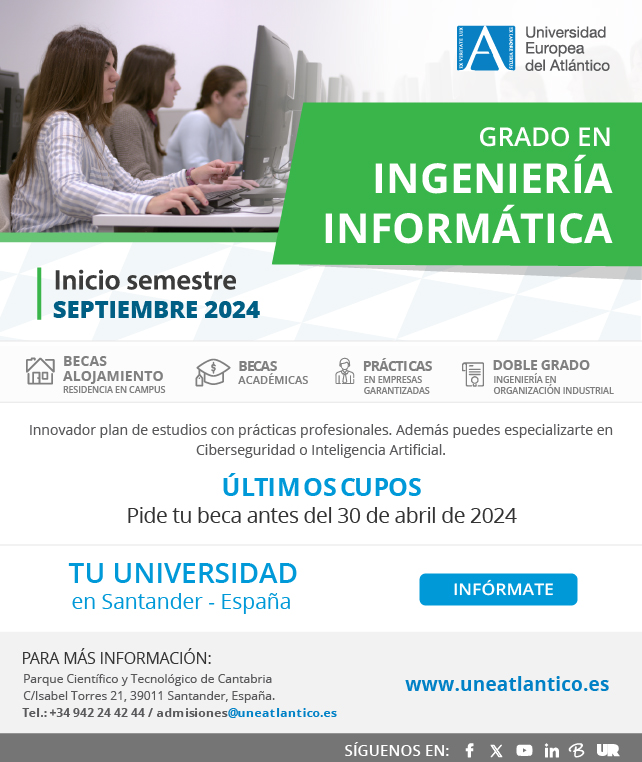 Universidad
Europea
del Atlántico
GRADO EN
INGENIERÍA
INFORMÁTICA
Inicio semestre
SEPTIEMBRE 2024
BECAS
ALOJAMIENTO
RESIDENCIA EN CAMPUS
BECAS
ACADÉMICAS
PRÁCTICAS
EN EMPRESAS
GARANTIZADAS
DOBLE GRADO
INGENIERÍA EN
ORGANIZACIÓN INDUSTRIAL
Innovador plan de estudios con prácticas profesionales. Además puedes especializarte en
Ciberseguridad o Inteligencia Artificial.
ÚLTIMOS CUPOS
Pide tu beca antes del 30 de abril de 2024
TU UNIVERSIDAD
en Santander - España
INFÓRMATE
PARA MÁS INFORMACIÓN:
Parque Científico y Tecnológico de Cantabria
C/Isabel Torres 21, 39011 Santander, España.
Tel.: +34 942 24 42 44 / admisiones@uneatlantico.es
www.uneatlantico.es
SÍGUENOS EN: